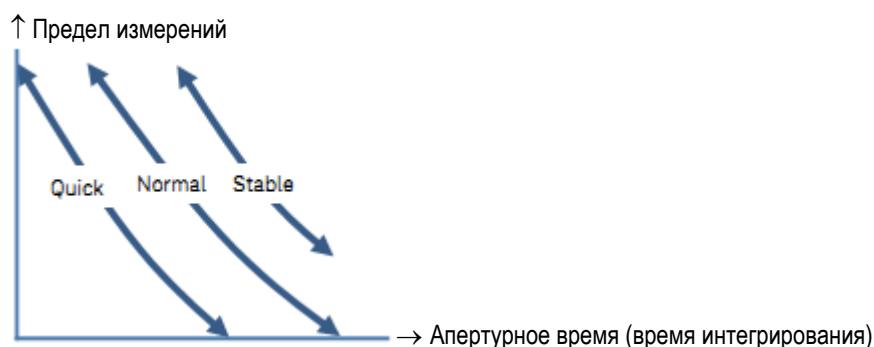 ↑ Предел измерений
Quick Normal Stable
→ Апертурное время (время интегрирования)